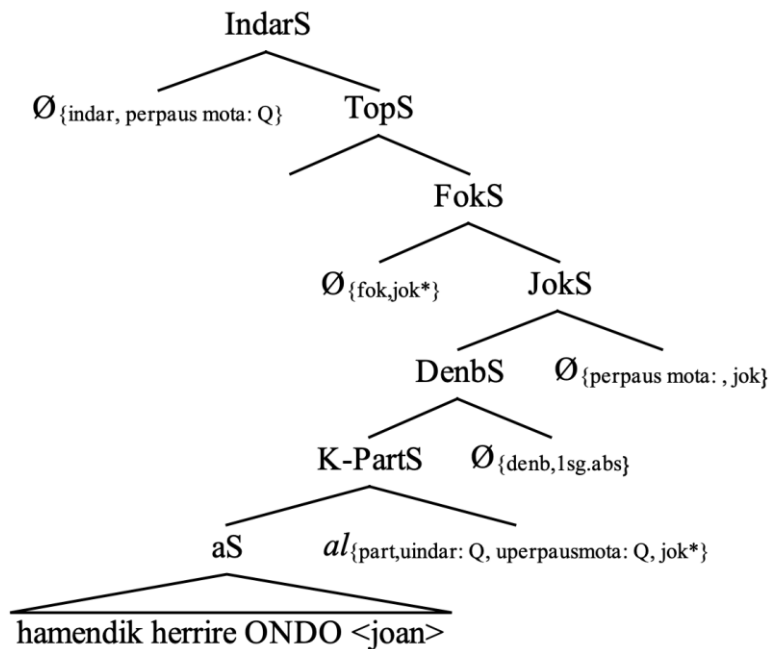 IndarS
Ø{indar, perpaus mota: Q} TopS
FokS
Ø{fok,jok*} JokS
DenbS Ø{perpaus mota: , jok}
K-PartS Ø{denb,1sg.abs}
aS al{part,uindar: Q, uperpausmota: Q, jok*}
hamendik herrire ONDO <joan>